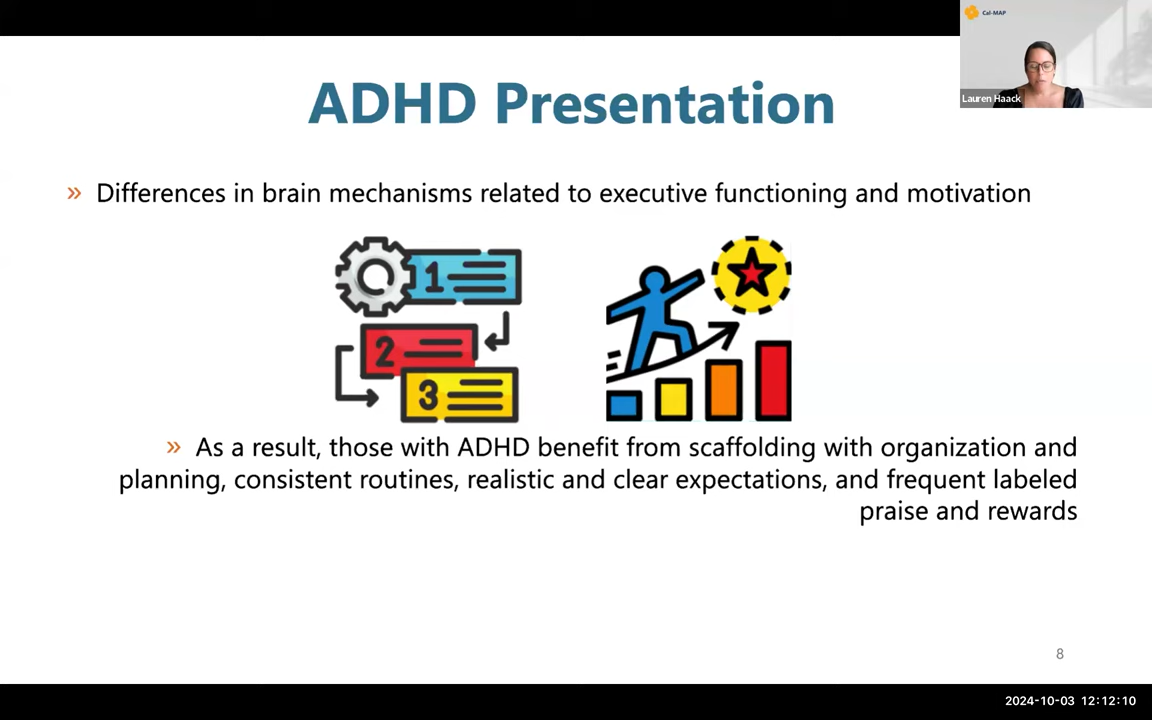 Cal-MAP
Lauren Haack
ADHD Presentation
» Differences in brain mechanisms related to executive functioning and motivation
1
2
3
» As a result, those with ADHD benefit from scaffolding with organization and
planning, consistent routines, realistic and clear expectations, and frequent labeled
praise and rewards
8
2024-10-03 12:12:10